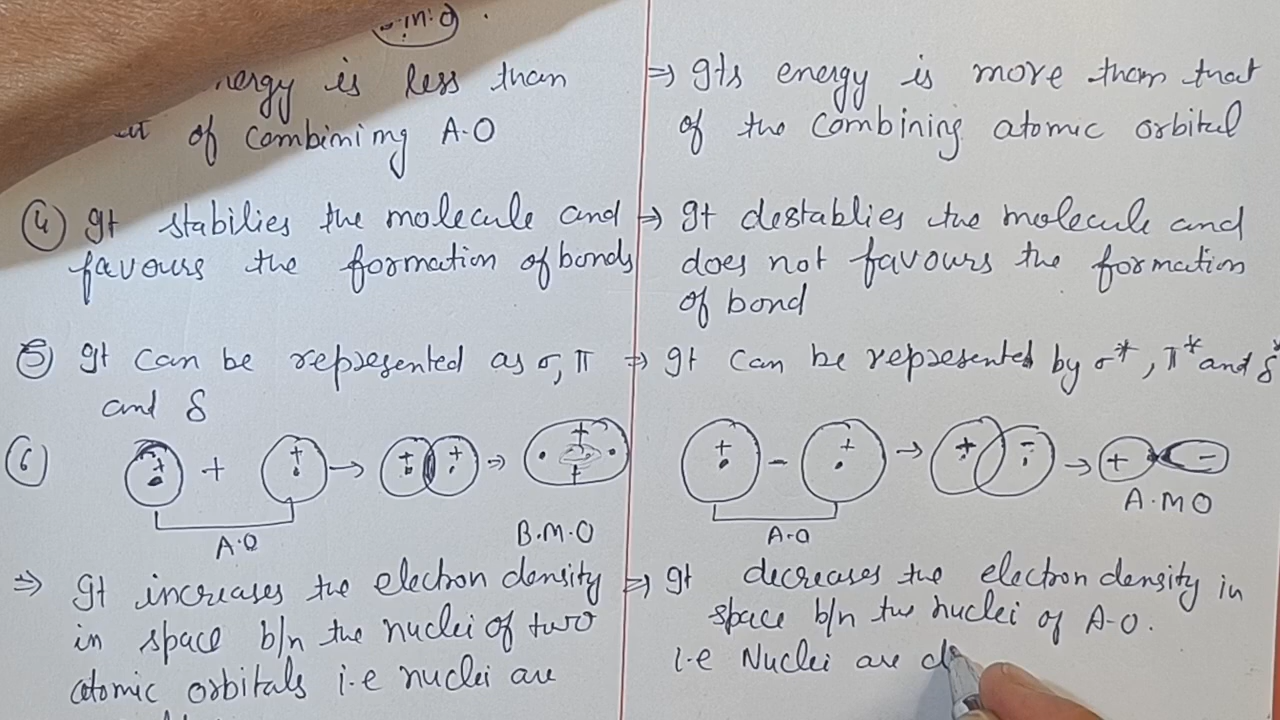 .m.o.
nergy is less than
of combining A.O
④ It stabilies the molecule and
favours the formation of bonds
⑤ It can be represented as σ, π
and δ
⑥ + + + → + + ⇒ + +
A.O
B.M.O
⇒ It increases the electron density
in space b/n the nuclei of two
atomic orbitals i.e nuclei are
⇒ Its energy is more them that
of the combining atomic orbital
⇒ It destablies the molecule and
does not favours the formation
of bond
⇒ It can be represented by σ*, π* and δ*
+ - + → + - → + -
A.O
A.MO
⇒ It decreases the electron density in
space b/n two nuclei of A-O.
i.e Nuclei are d